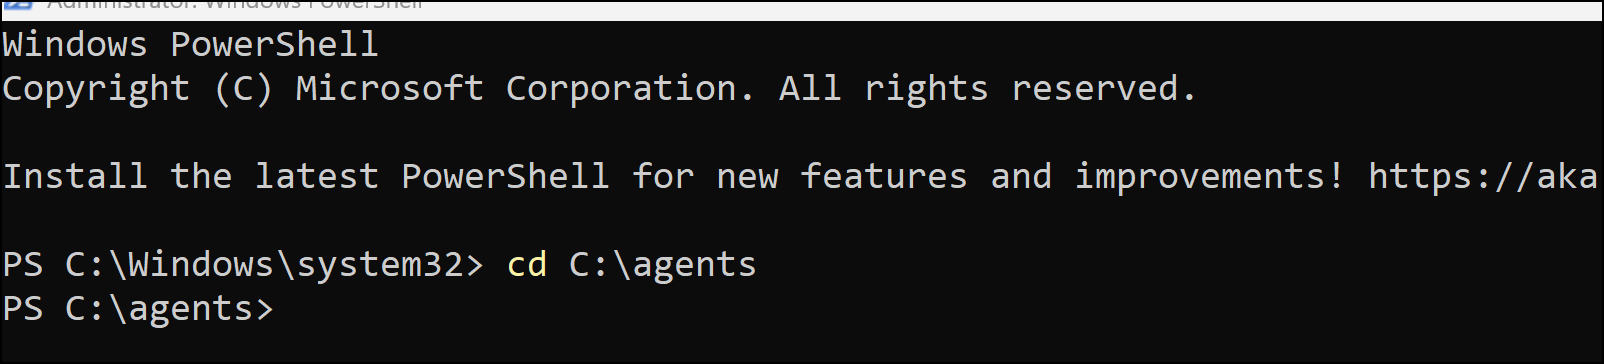 Administrator: Windows PowerShell
Windows PowerShell
Copyright (C) Microsoft Corporation. All rights reserved.
Install the latest PowerShell for new features and improvements! https://aka
PS C:\Windows\system32> cd C:\agents
PS C:\agents>